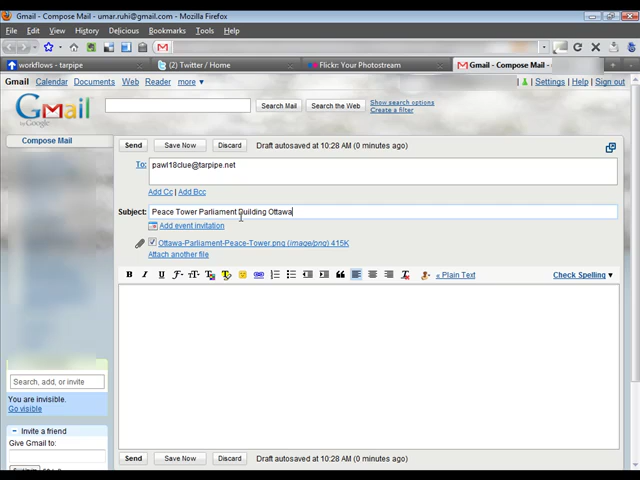 Gmail - Compose Mail - umar.ruhi@gmail.com - Mozilla Firefox
File Edit View History Delicious Bookmarks Tools Help
workflows - tarpipe
(2) Twitter / Home
Flickr: Your Photostream
Gmail - Compose Mail -
Gmail Calendar Documents Web Reader more ▼
Settings | Help | Sign out
Gmail
by Google
Search Mail
Search the Web
Show search options
Create a filter
Compose Mail
Send Save Now Discard Draft autosaved at 10:28 AM (0 minutes ago)
To: pawl18clue@tarpipe.net
Add Cc | Add Bcc
Subject: Peace Tower Parliament Building Ottawa
Add event invitation
Ottawa-Parliament-Peace-Tower.png (image/png) 415K
Attach another file
B I U « Plain Text Check Spelling ▼
Search, add, or invite
You are invisible.
Go visible
− Invite a friend
Give Gmail to:
Send Save Now Discard Draft autosaved at 10:28 AM (0 minutes ago)